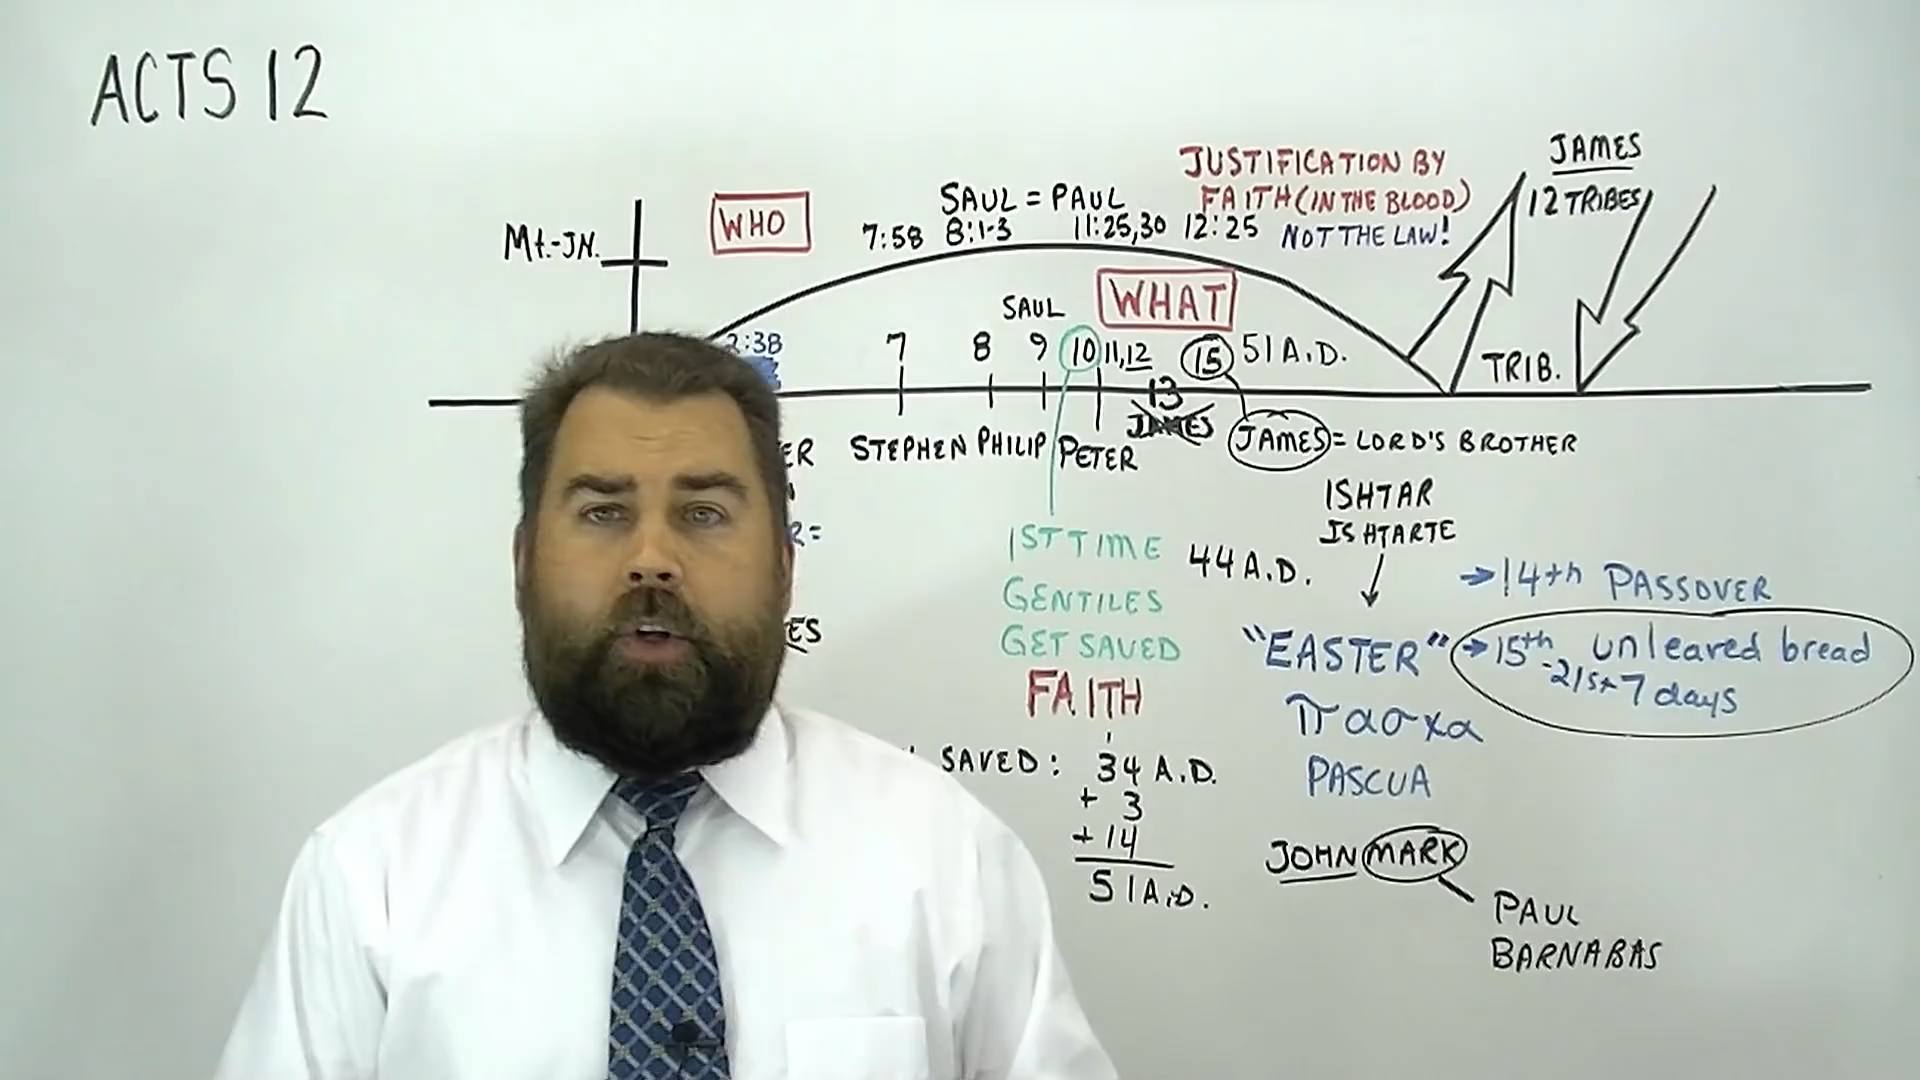 ACTS 12
Mt.-JN.
WHO
SAUL = PAUL
7:58 8:1-3 11:25,30 12:25
JUSTIFICATION BY
FAITH (IN THE BLOOD)
NOT THE LAW!
JAMES
12 TRIBES
WHAT
SAUL
2:38
7 8 9 10 11,12 15 51 A.D.
13
TRIB.
STEPHEN PHILIP PETER
JAMES
JAMES = LORD'S BROTHER
ISHTAR
ISHTARTE
1ST TIME
GENTILES
GET SAVED
FAITH
44 A.D.
→14th PASSOVER
"EASTER" →15th unleared bread
-21st 7 days
πασχα
PASCUA
SAVED: 34 A.D.
+ 3
+ 14
51 A.D.
JOHN MARK
PAUL
BARNABAS